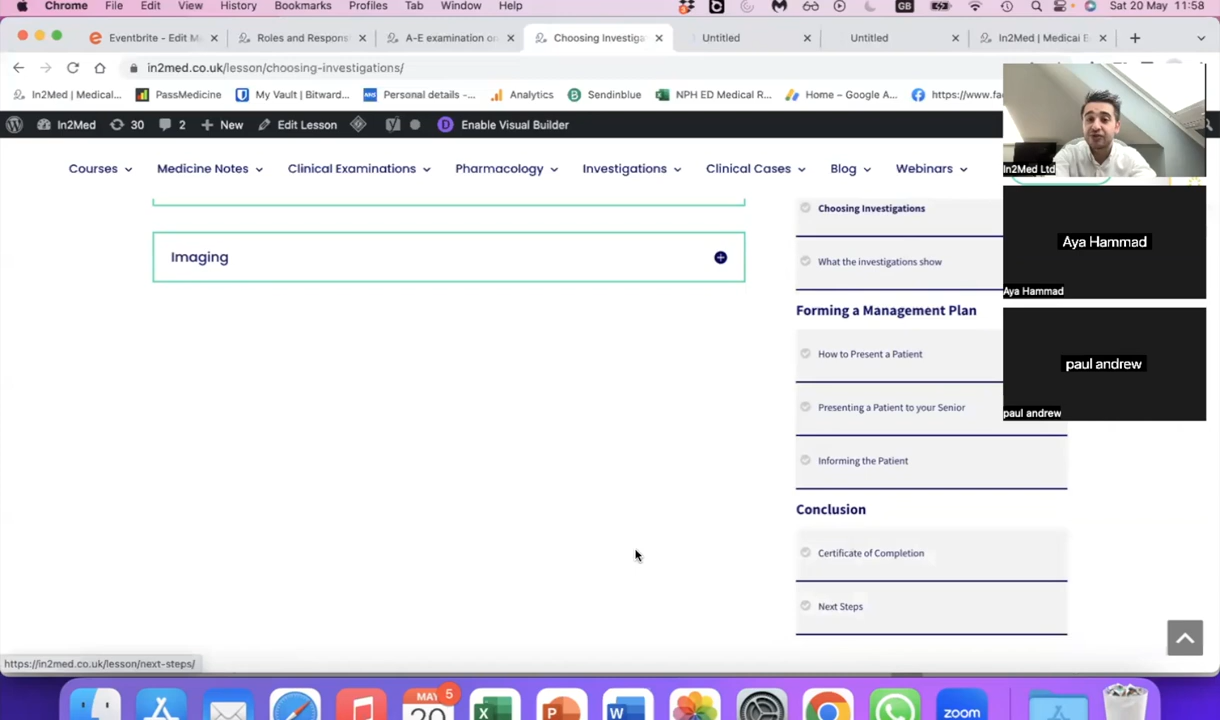 Chrome File Edit View History Bookmarks Profiles Tab Window Help GB Sat 20 May 11:58
Eventbrite - Edit M
Roles and Respons
A-E examination o
Choosing Investiga
Untitled
Untitled
In2Med | Medical E
in2med.co.uk/lesson/choosing-investigations/
In2Med | Medical...
PassMedicine
My Vault | Bitward...
NHS
Personal details -...
Analytics
Sendinblue
NPH ED Medical R...
Home – Google A...
https://www.fac
In2Med
30
2
New
Edit Lesson
D
Enable Visual Builder
Courses
Medicine Notes
Clinical Examinations
Pharmacology
Investigations
Clinical Cases
Blog
Webinars
In2Med Ltd
Imaging
Choosing Investigations
What the investigations show
Forming a Management Plan
How to Present a Patient
Presenting a Patient to your Senior
Informing the Patient
Conclusion
Certificate of Completion
Next Steps
Aya Hammad
Aya Hammad
paul andrew
paul andrew
https://in2med.co.uk/lesson/next-steps/
MAY
5
20
X
P
W
zoom